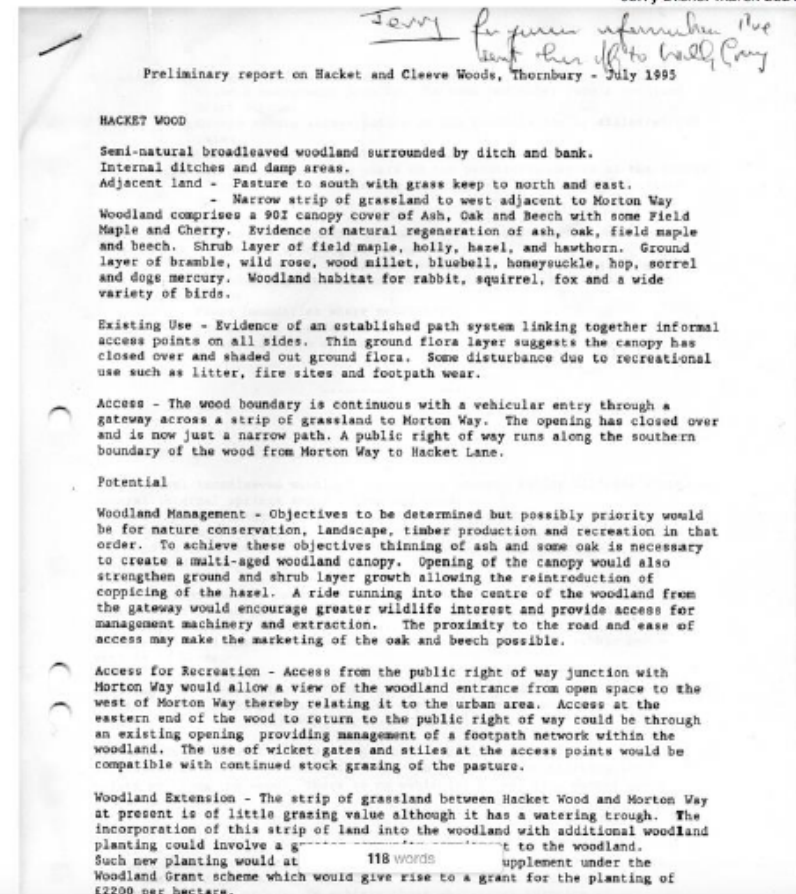 Jerry for your information I've
sent this off to Wally
Preliminary report on Hacket and Cleeve Woods, Thornbury - July 1995
HACKET WOOD
Semi-natural broadleaved woodland surrounded by ditch and bank.
Internal ditches and damp areas.
Adjacent land - Pasture to south with grass keep to north and east.
- Narrow strip of grassland to west adjacent to Morton Way
Woodland comprises a 90% canopy cover of Ash, Oak and Beech with some Field
Maple and Cherry. Evidence of natural regeneration of ash, oak, field maple
and beech. Shrub layer of field maple, holly, hazel, and hawthorn. Ground
layer of bramble, wild rose, wood millet, bluebell, honeysuckle, hop, sorrel
and dogs mercury. Woodland habitat for rabbit, squirrel, fox and a wide
variety of birds.
Existing Use - Evidence of an established path system linking together informal
access points on all sides. Thin ground flora layer suggests the canopy has
closed over and shaded out ground flora. Some disturbance due to recreational
use such as litter, fire sites and footpath wear.
Access - The wood boundary is continuous with a vehicular entry through a
gateway across a strip of grassland to Morton Way. The opening has closed over
and is now just a narrow path. A public right of way runs along the southern
boundary of the wood from Morton Way to Hacket Lane.
Potential
Woodland Management - Objectives to be determined but possibly priority would
be for nature conservation, landscape, timber production and recreation in that
order. To achieve these objectives thinning of ash and some oak is necessary
to create a multi-aged woodland canopy. Opening of the canopy would also
strengthen ground and shrub layer growth allowing the reintroduction of
coppicing of the hazel. A ride running into the centre of the woodland from
the gateway would encourage greater wildlife interest and provide access for
management machinery and extraction. The proximity to the road and ease of
access may make the marketing of the oak and beech possible.
Access for Recreation - Access from the public right of way junction with
Morton Way would allow a view of the woodland entrance from open space to the
west of Morton Way thereby relating it to the urban area. Access at the
eastern end of the wood to return to the public right of way could be through
an existing opening providing management of a footpath network within the
woodland. The use of wicket gates and stiles at the access points would be
compatible with continued stock grazing of the pasture.
Woodland Extension - The strip of grassland between Hacket Wood and Morton Way
at present is of little grazing value although it has a watering trough. The
incorporation of this strip of land into the woodland with additional woodland
planting could involve a to the woodland.
Such new planting would at 118 words upplement under the
Woodland Grant scheme which would give rise to a grant for the planting of
£2200 per hectare.